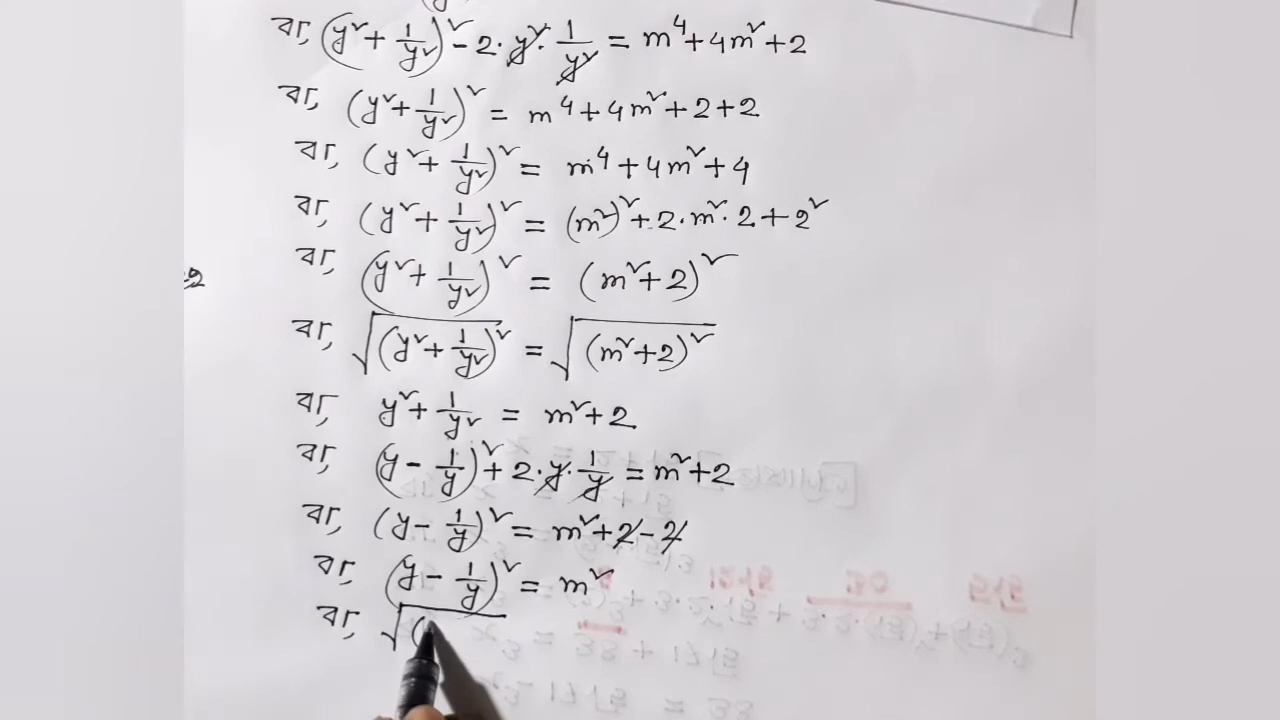 বা, (y² + 1/y²)² - 2 · y² · 1/y² = m⁴ + 4m² + 2
বা, (y² + 1/y²)² = m⁴ + 4m² + 2 + 2
বা, (y² + 1/y²)² = m⁴ + 4m² + 4
বা, (y² + 1/y²)² = (m²)² + 2 · m² · 2 + 2²
বা, (y² + 1/y²)² = (m² + 2)²
বা, √(y² + 1/y²)² = √(m² + 2)²
বা, y² + 1/y² = m² + 2
বা, (y - 1/y)² + 2 · y · 1/y = m² + 2
বা, (y - 1/y)² = m² + 2 - 2
বা, (y - 1/y)² = m²
বা, √(